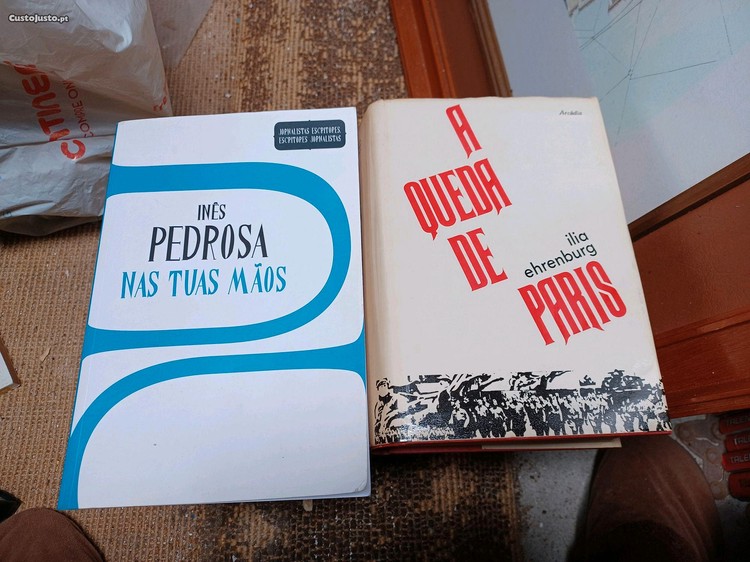 CustoJusto.pt
JORNALISTAS ESCRITORES,
ESCRITORES JORNALISTAS
INÊS
PEDROSA
NAS TUAS MÃOS
Arcádia
A
QUEDA
DE
PARIS
ilia
ehrenburg